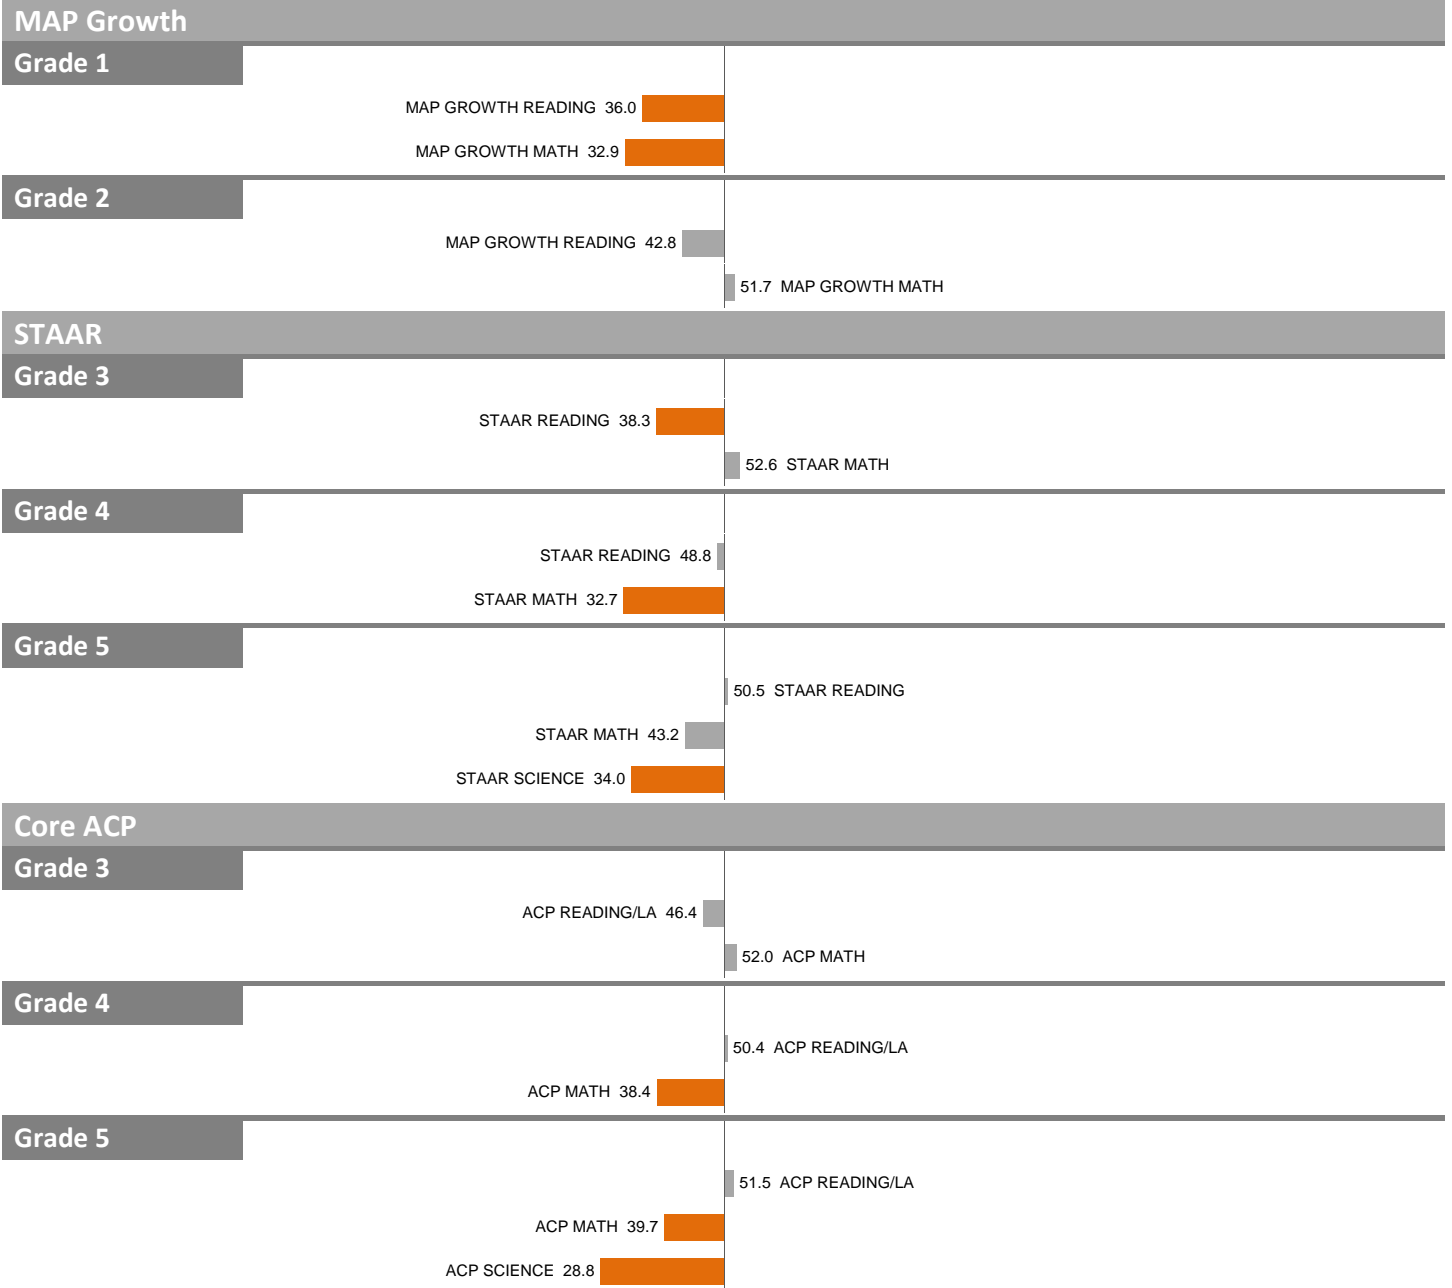 MAP Growth
Grade 1
MAP GROWTH READING 36.0
MAP GROWTH MATH 32.9
Grade 2
MAP GROWTH READING 42.8
51.7 MAP GROWTH MATH
STAAR
Grade 3
STAAR READING 38.3
52.6 STAAR MATH
Grade 4
STAAR READING 48.8
STAAR MATH 32.7
Grade 5
50.5 STAAR READING
STAAR MATH 43.2
STAAR SCIENCE 34.0
Core ACP
Grade 3
ACP READING/LA 46.4
52.0 ACP MATH
Grade 4
50.4 ACP READING/LA
ACP MATH 38.4
Grade 5
51.5 ACP READING/LA
ACP MATH 39.7
ACP SCIENCE 28.8